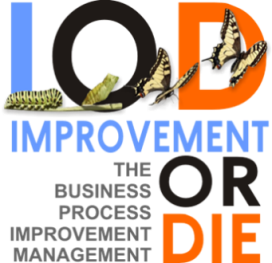 IOD
IMPROVEMENT
THE
BUSINESS
PROCESS
IMPROVEMENT
MANAGEMENT
OR
DIE